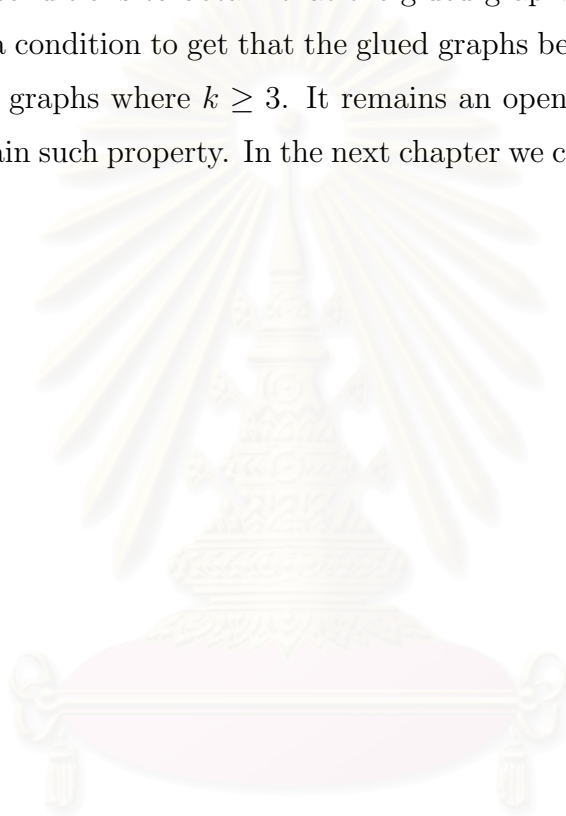 a condition to get that the glued graphs be
graphs where k ≥ 3. It remains an open
such property. In the next chapter we c